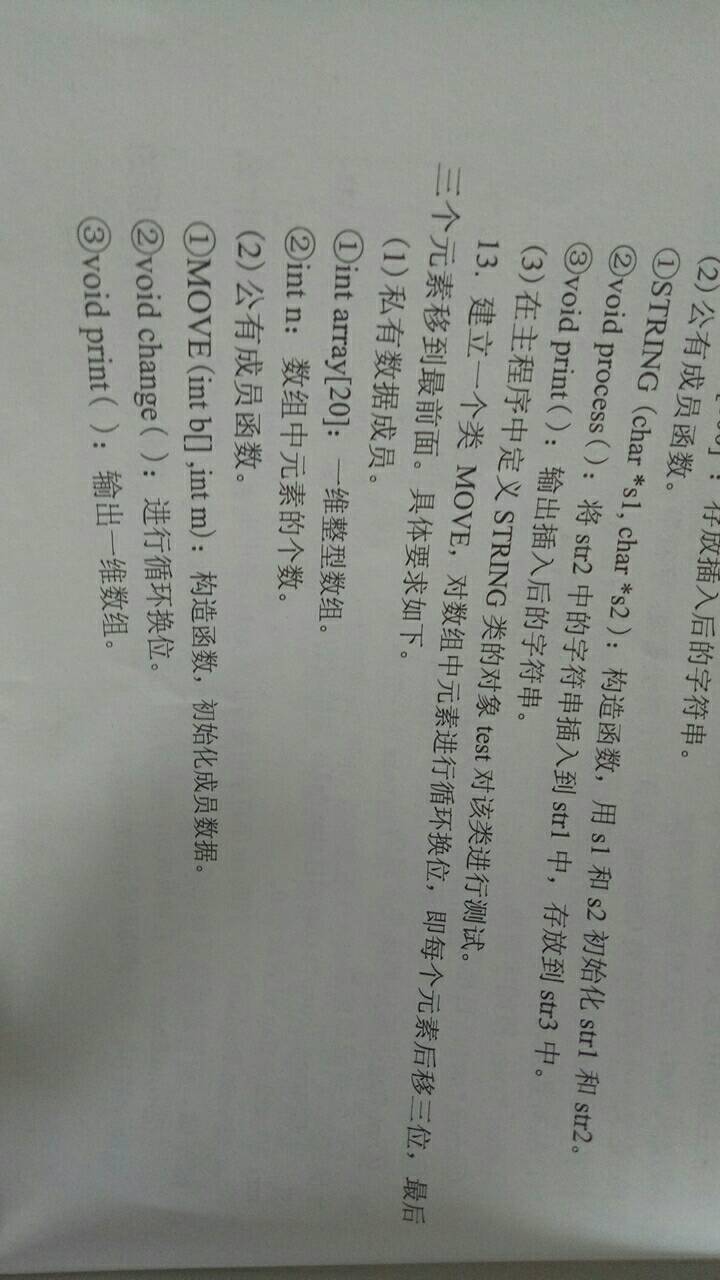 存放插入后的字符串。
(2)公有成员函数。
①STRING (char *s1, char *s2 )：构造函数，用 s1 和 s2 初始化 str1 和 str2。
②void process( )：将 str2 中的字符串插入到 str1 中，存放到 str3 中。
③void print( )：输出插入后的字符串。
(3)在主程序中定义 STRING 类的对象 test 对该类进行测试。
13. 建立一个类 MOVE，对数组中元素进行循环换位，即每个元素后移三位，最后
三个元素移到最前面。具体要求如下。
(1)私有数据成员。
①int array[20]：一维整型数组。
②int n：数组中元素的个数。
(2)公有成员函数。
①MOVE(int b[] ,int m)：构造函数，初始化成员数据。
②void change( )：进行循环换位。
③void print( )：输出一维数组。